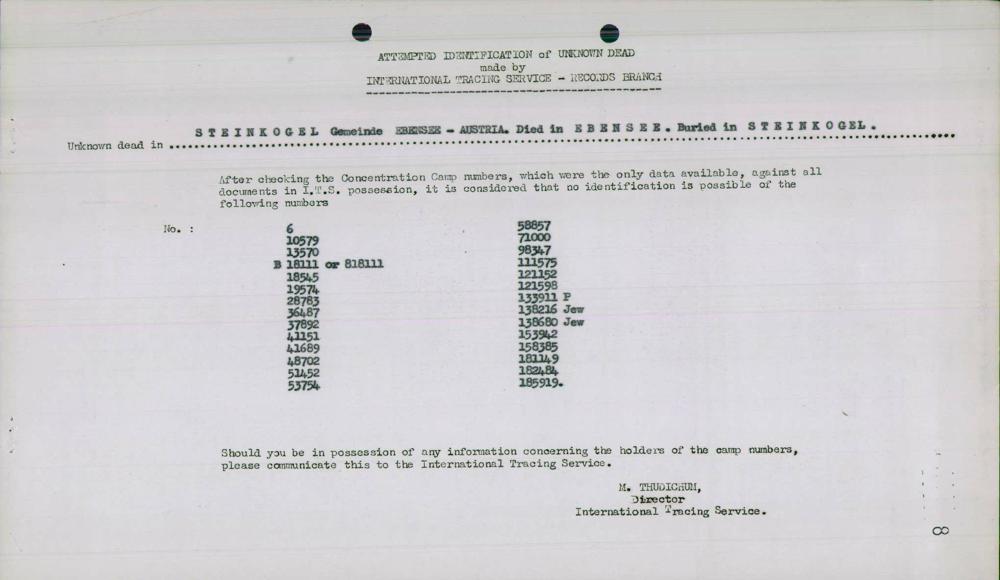 ATTEMPTED IDENTIFICATION of UNKNOWN DEAD
made by
INTERNATIONAL TRACING SERVICE - RECORDS BRANCH
Unknown dead in S T E I N K O G E L Gemeinde EBENSEE - AUSTRIA. Died in E B E N S E E. Buried in S T E I N K O G E L.
After checking the Concentration Camp numbers, which were the only data available, against all
documents in I.T.S. possession, it is considered that no identification is possible of the
following numbers
No. :
6
10579
13570
B 18111 or 818111
18545
19574
28783
36487
37892
41151
41689
48702
51452
53754
58857
71000
98347
111575
121152
121598
133911 P
138216 Jew
138680 Jew
153942
158385
181149
182484
185919.
Should you be in possession of any information concerning the holders of the camp numbers,
please communicate this to the International Tracing Service.
M. THUDICHUM,
Director
International Tracing Service.
8